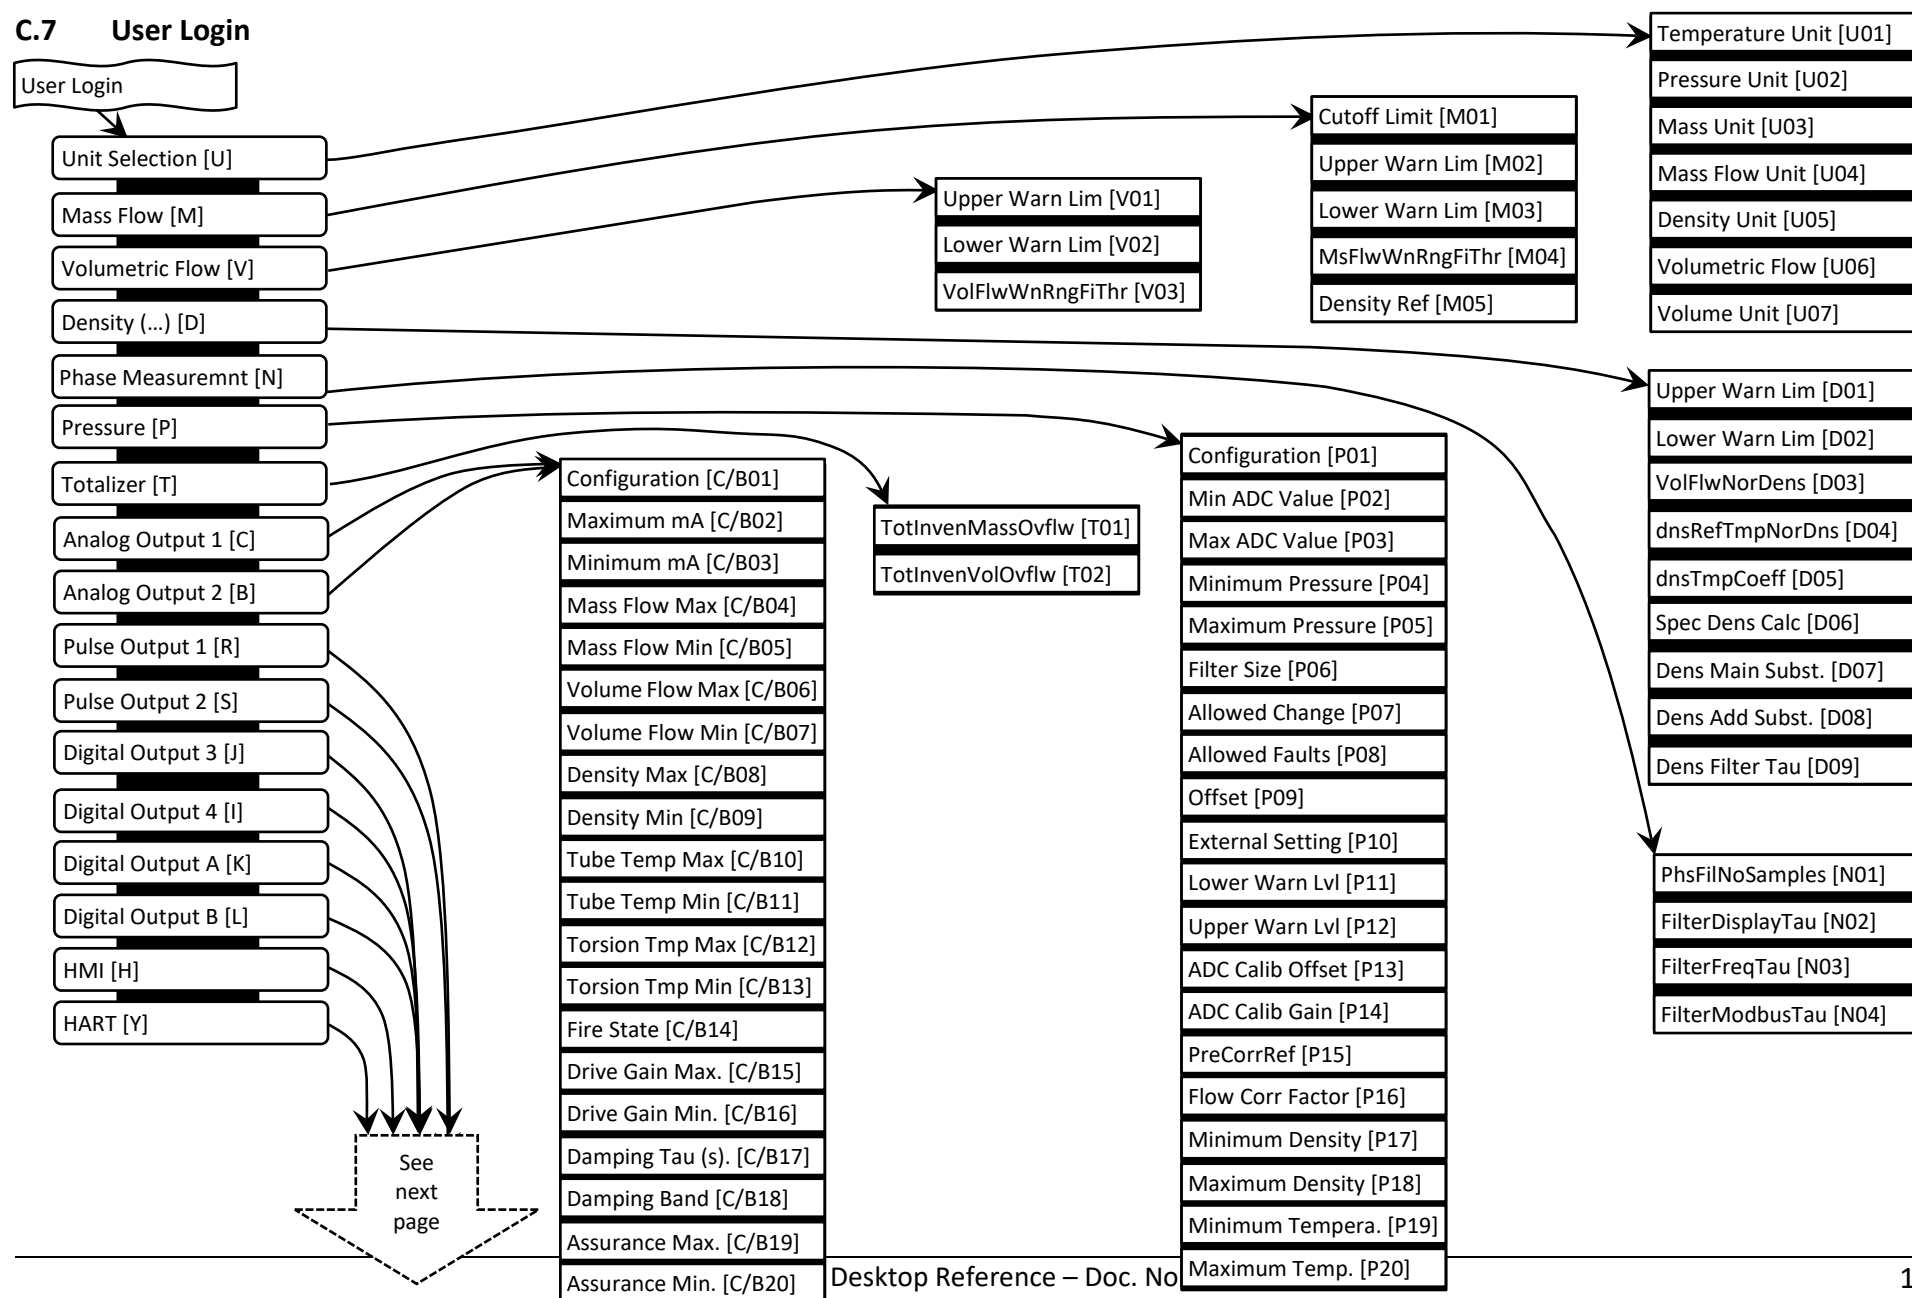 C.7 User Login
User Login
Unit Selection [U]
Mass Flow [M]
Volumetric Flow [V]
Density (...) [D]
Phase Measuremnt [N]
Pressure [P]
Totalizer [T]
Analog Output 1 [C]
Analog Output 2 [B]
Pulse Output 1 [R]
Pulse Output 2 [S]
Digital Output 3 [J]
Digital Output 4 [I]
Digital Output A [K]
Digital Output B [L]
HMI [H]
HART [Y]
See
next
page
Configuration [C/B01]
Maximum mA [C/B02]
Minimum mA [C/B03]
Mass Flow Max [C/B04]
Mass Flow Min [C/B05]
Volume Flow Max [C/B06]
Volume Flow Min [C/B07]
Density Max [C/B08]
Density Min [C/B09]
Tube Temp Max [C/B10]
Tube Temp Min [C/B11]
Torsion Tmp Max [C/B12]
Torsion Tmp Min [C/B13]
Fire State [C/B14]
Drive Gain Max. [C/B15]
Drive Gain Min. [C/B16]
Damping Tau (s). [C/B17]
Damping Band [C/B18]
Assurance Max. [C/B19]
Assurance Min. [C/B20]
Upper Warn Lim [V01]
Lower Warn Lim [V02]
VolFlwWnRngFiThr [V03]
TotInvenMassOvflw [T01]
TotInvenVolOvflw [T02]
Cutoff Limit [M01]
Upper Warn Lim [M02]
Lower Warn Lim [M03]
MsFlwWnRngFiThr [M04]
Density Ref [M05]
Configuration [P01]
Min ADC Value [P02]
Max ADC Value [P03]
Minimum Pressure [P04]
Maximum Pressure [P05]
Filter Size [P06]
Allowed Change [P07]
Allowed Faults [P08]
Offset [P09]
External Setting [P10]
Lower Warn Lvl [P11]
Upper Warn Lvl [P12]
ADC Calib Offset [P13]
ADC Calib Gain [P14]
PreCorrRef [P15]
Flow Corr Factor [P16]
Minimum Density [P17]
Maximum Density [P18]
Minimum Tempera. [P19]
Maximum Temp. [P20]
Temperature Unit [U01]
Pressure Unit [U02]
Mass Unit [U03]
Mass Flow Unit [U04]
Density Unit [U05]
Volumetric Flow [U06]
Volume Unit [U07]
Upper Warn Lim [D01]
Lower Warn Lim [D02]
VolFlwNorDens [D03]
dnsRefTmpNorDns [D04]
dnsTmpCoeff [D05]
Spec Dens Calc [D06]
Dens Main Subst. [D07]
Dens Add Subst. [D08]
Dens Filter Tau [D09]
PhsFilNoSamples [N01]
FilterDisplayTau [N02]
FilterFreqTau [N03]
FilterModbusTau [N04]
Desktop Reference – Doc. No
1